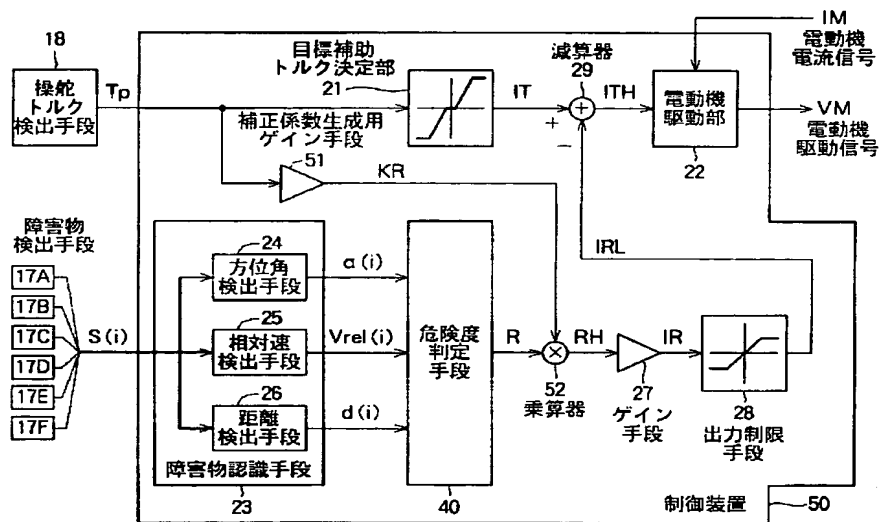 18
操舵
トルク
検出手段
Tp
目標補助
トルク決定部
21
IT
+
−
減算器
29
ITH
電動機
駆動部
22
IM
電動機
電流信号
VM
電動機
駆動信号
補正係数生成用
ゲイン手段
51
KR
障害物
検出手段
17A
17B
17C
17D
17E
17F
S(i)
24
方位角
検出手段
a(i)
25
相対速
検出手段
Vrel(i)
26
距離
検出手段
d(i)
障害物認識手段
23
危険度
判定
手段
40
R
52
乗算器
RH
27
ゲイン
手段
IR
IRL
28
出力制限
手段
制御装置
50